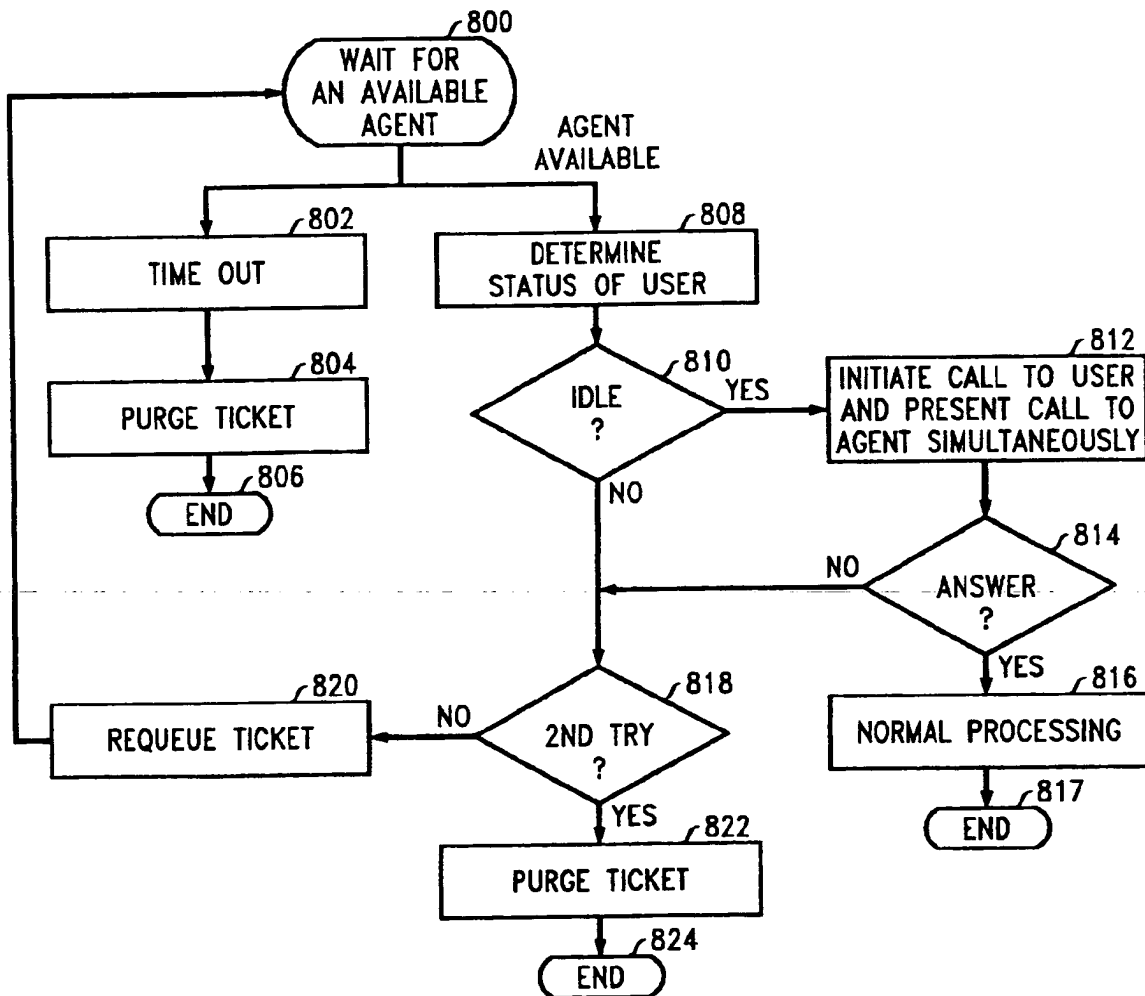 800
WAIT FOR
AN AVAILABLE
AGENT
AGENT
AVAILABLE
802
TIME OUT
808
DETERMINE
STATUS OF USER
804
PURGE TICKET
806
END
810
IDLE
?
YES
NO
812
INITIATE CALL TO USER
AND PRESENT CALL TO
AGENT SIMULTANEOUSLY
814
ANSWER
?
NO
YES
816
NORMAL PROCESSING
817
END
818
2ND TRY
?
NO
YES
820
REQUEUE TICKET
822
PURGE TICKET
824
END